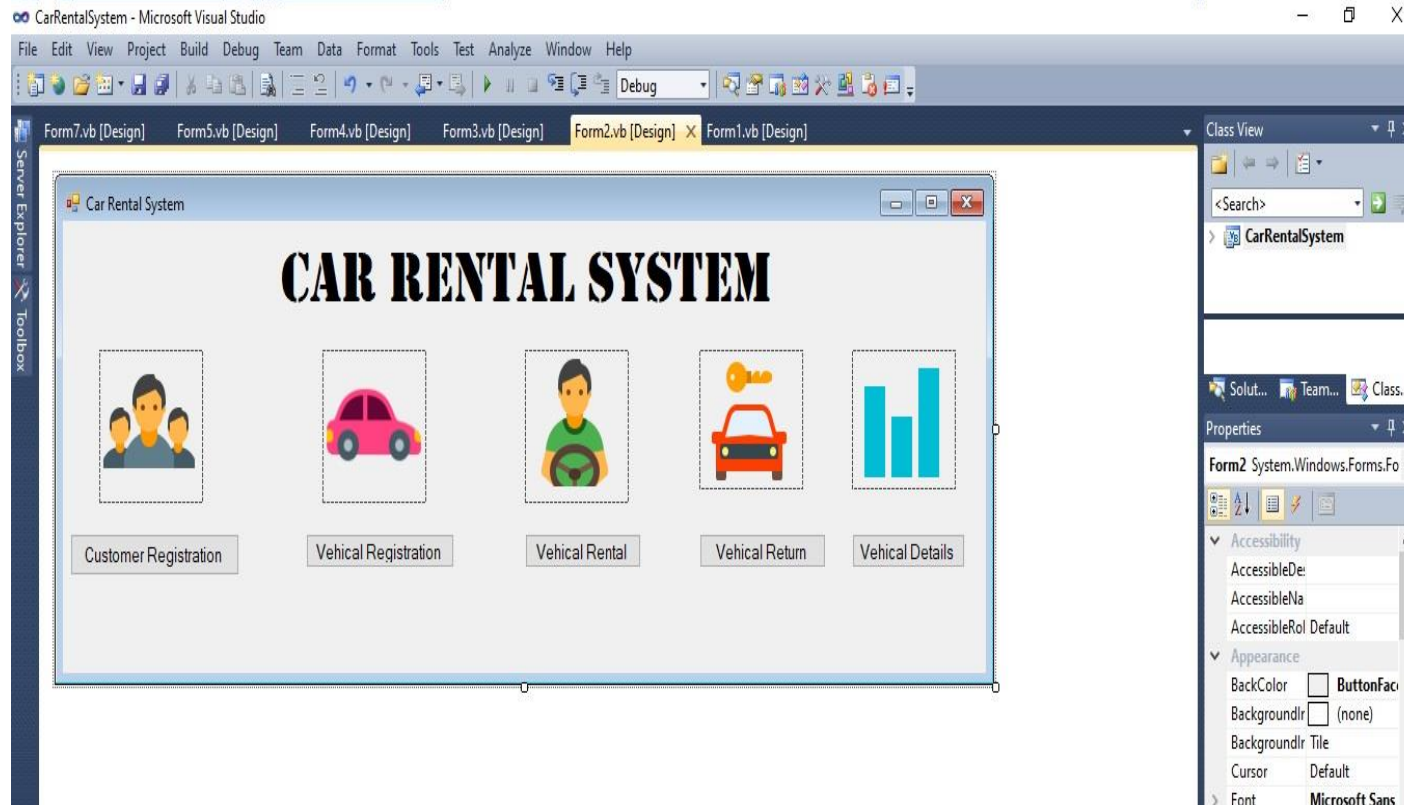 CarRentalSystem - Microsoft Visual Studio
File Edit View Project Build Debug Team Data Format Tools Test Analyze Window Help
Debug
Form7.vb [Design] Form5.vb [Design] Form4.vb [Design] Form3.vb [Design] Form2.vb [Design] X Form1.vb [Design]
Server Explorer
Toolbox
Car Rental System
CAR RENTAL SYSTEM
Customer Registration Vehical Registration Vehical Rental Vehical Return Vehical Details
Class View
<Search>
CarRentalSystem
Solut... Team... Class.
Properties
Form2 System.Windows.Forms.Fo
Accessibility
AccessibleDe
AccessibleNa
AccessibleRol Default
Appearance
BackColor ButtonFac
BackgroundIr (none)
BackgroundIr Tile
Cursor Default
Font Microsoft Sans